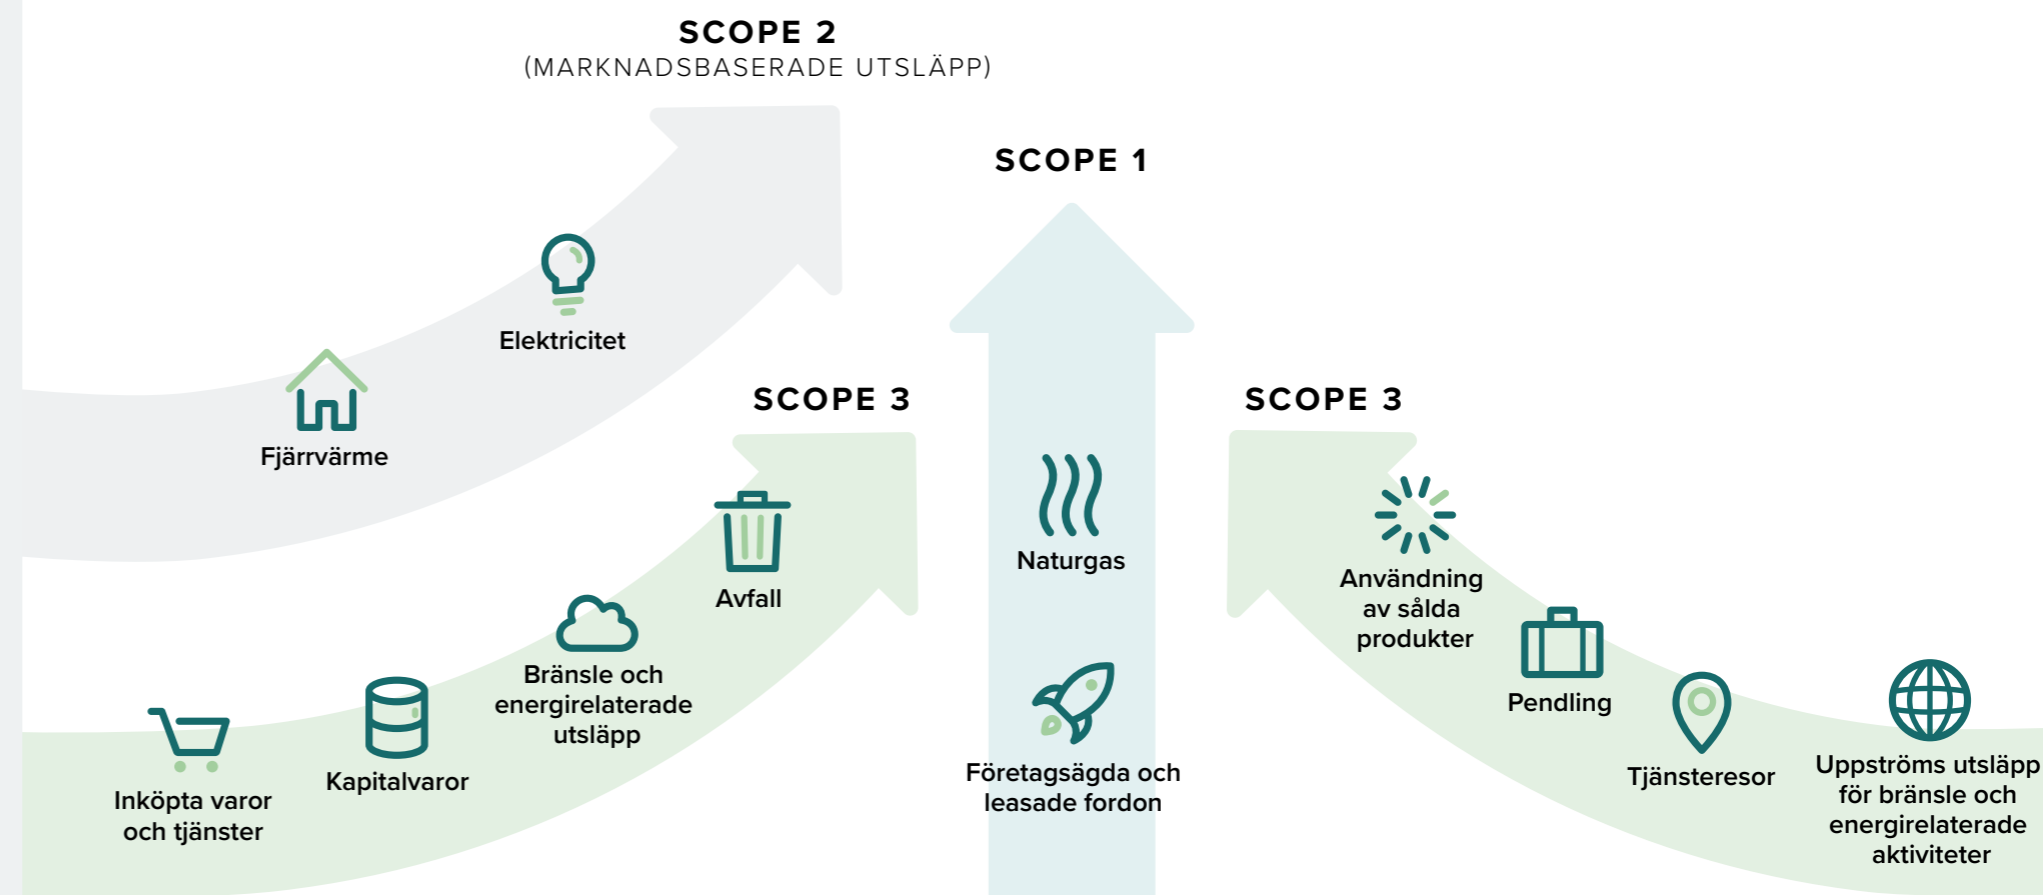 SCOPE 2
(MARKNADSBASERADE UTSLÄPP)
Elektricitet
Fjärrvärme
SCOPE 1
Naturgas
Företagsägda och
leasade fordon
SCOPE 3
Avfall
Bränsle och
energirelaterade
utsläpp
Kapitalvaror
Inköpta varor
och tjänster
SCOPE 3
Användning
av sålda
produkter
Pendling
Tjänsteresor
Uppströms utsläpp
för bränsle och
energirelaterade
aktiviteter